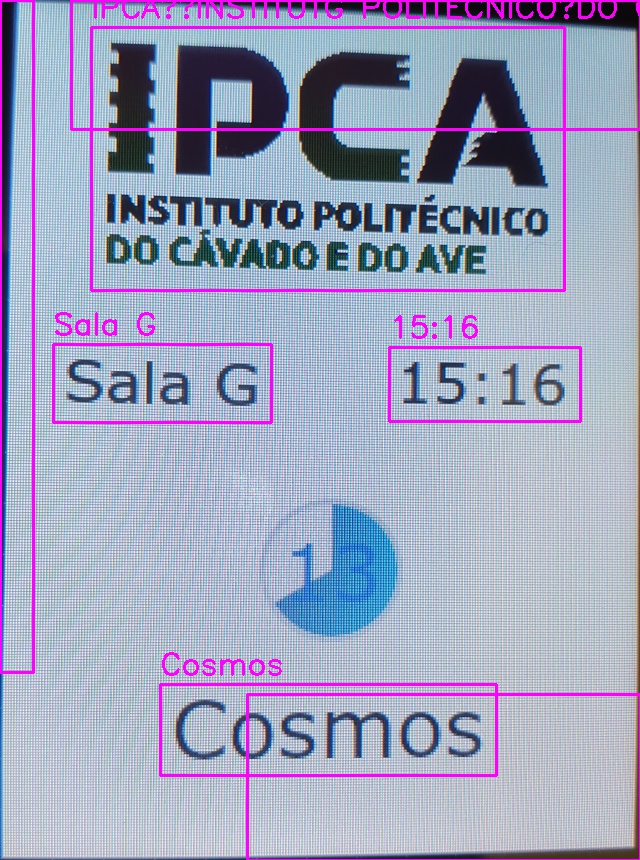 IPCA??INSTITUTG POLITECNICO?DO
IPCA
INSTITUTO POLITÉCNICO
DO CÁVADO E DO AVE
Sala G 15:16
Sala G 15:16
13
Cosmos
Cosmos